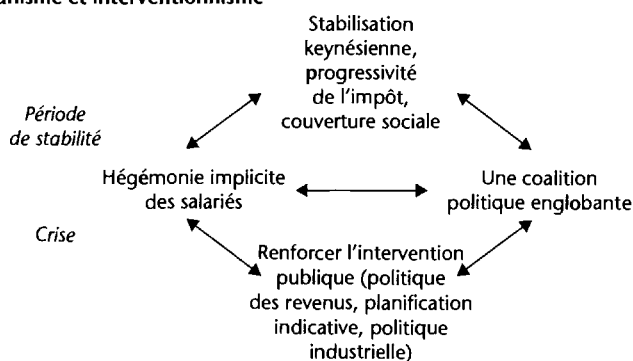 et interventionnisme
Stabilisation
keynésienne,
progressivité
de l'impôt,
couverture sociale
Période
de stabilité
Hégémonie implicite
des salariés
Une coalition
politique englobante
Crise
Renforcer l'intervention
publique (politique
des revenus, planification
indicative, politique
industrielle)